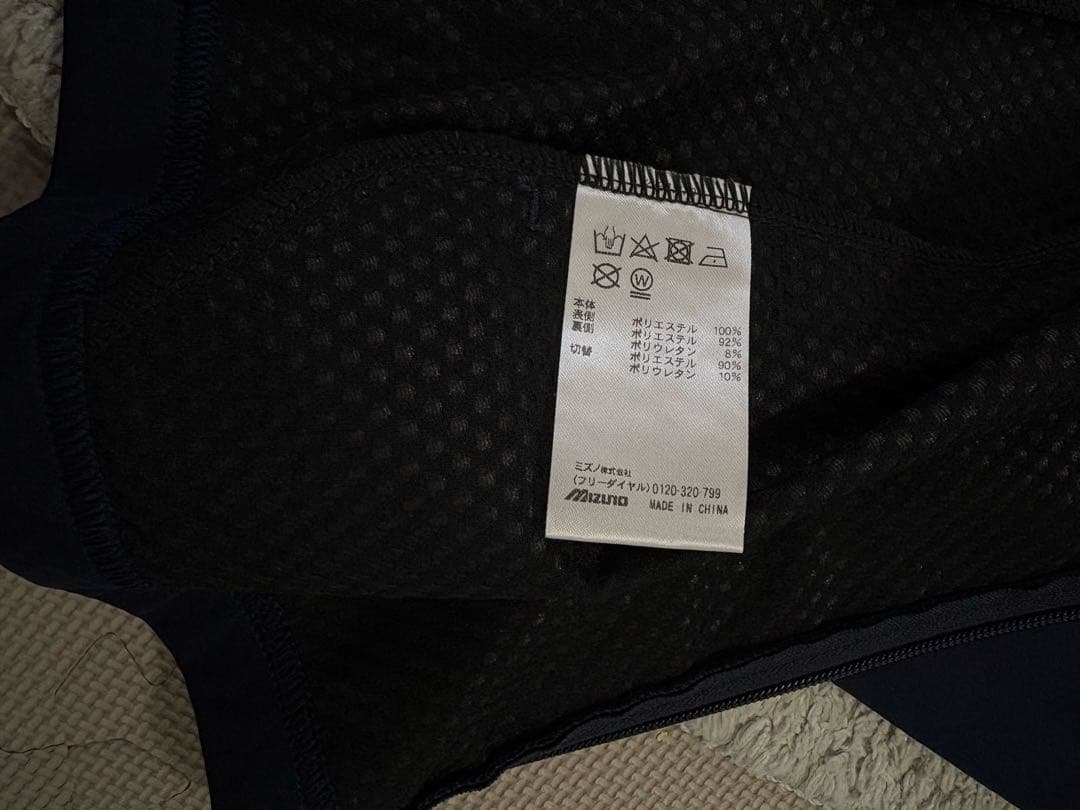 W
本体
表側 ポリエステル 100%
裏側 ポリエステル 92%
ポリウレタン 8%
切替 ポリエステル 90%
ポリウレタン 10%
ミズノ株式会社
(フリーダイヤル)0120-320-799
MIZUNO MADE IN CHINA